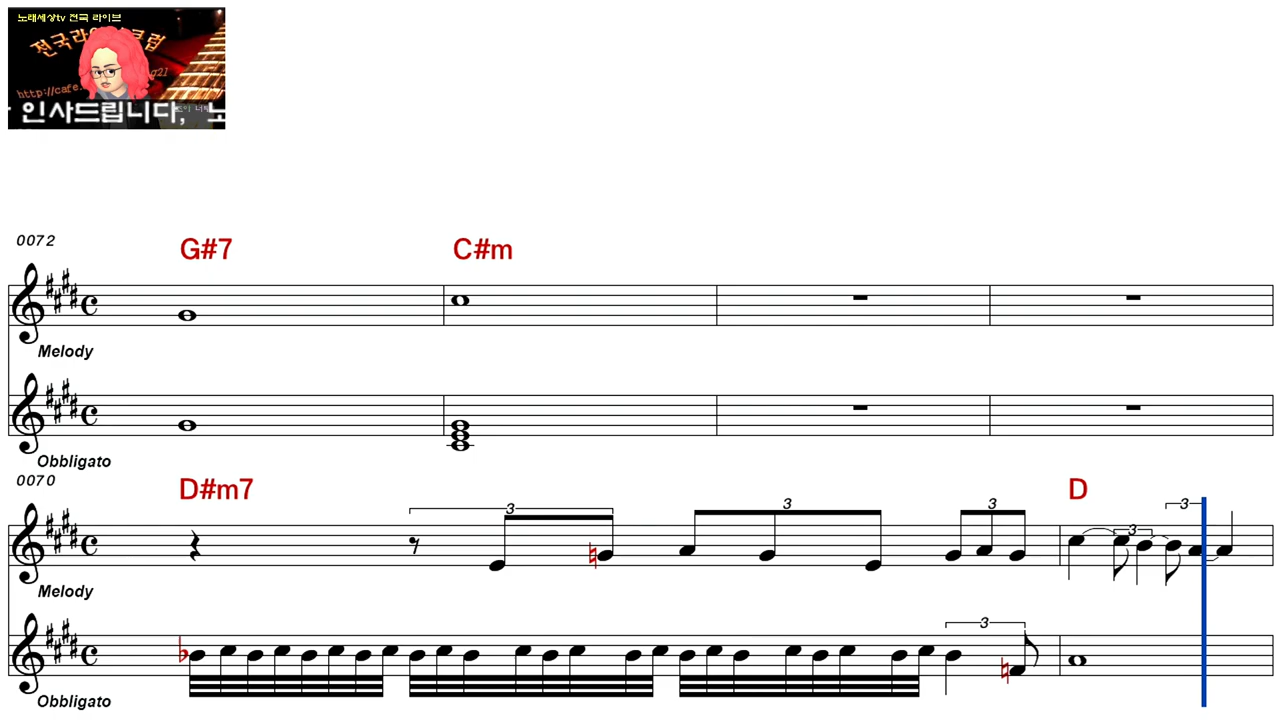 노래세상tv 전국 라이브
인사드립니다,
0072
G#7 C#m
Melody
Obbligato
0070
D#m7 D
3 3 3 3 3
Melody
3
Obbligato